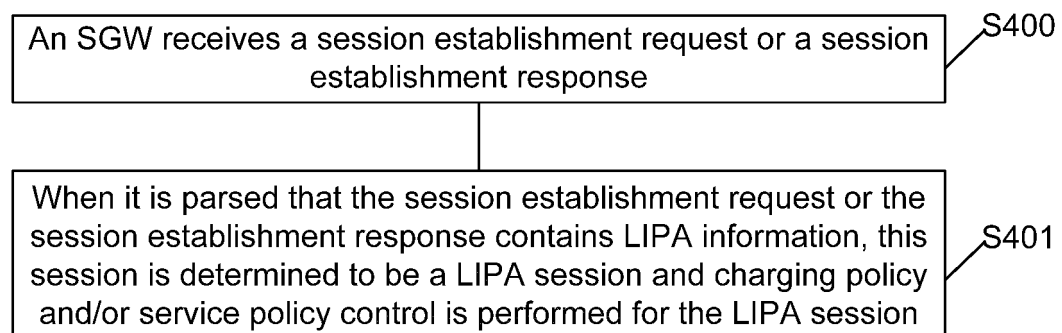 An SGW receives a session establishment request or a session
establishment response
S400
When it is parsed that the session establishment request or the
session establishment response contains LIPA information, this
session is determined to be a LIPA session and charging policy
and/or service policy control is performed for the LIPA session
S401